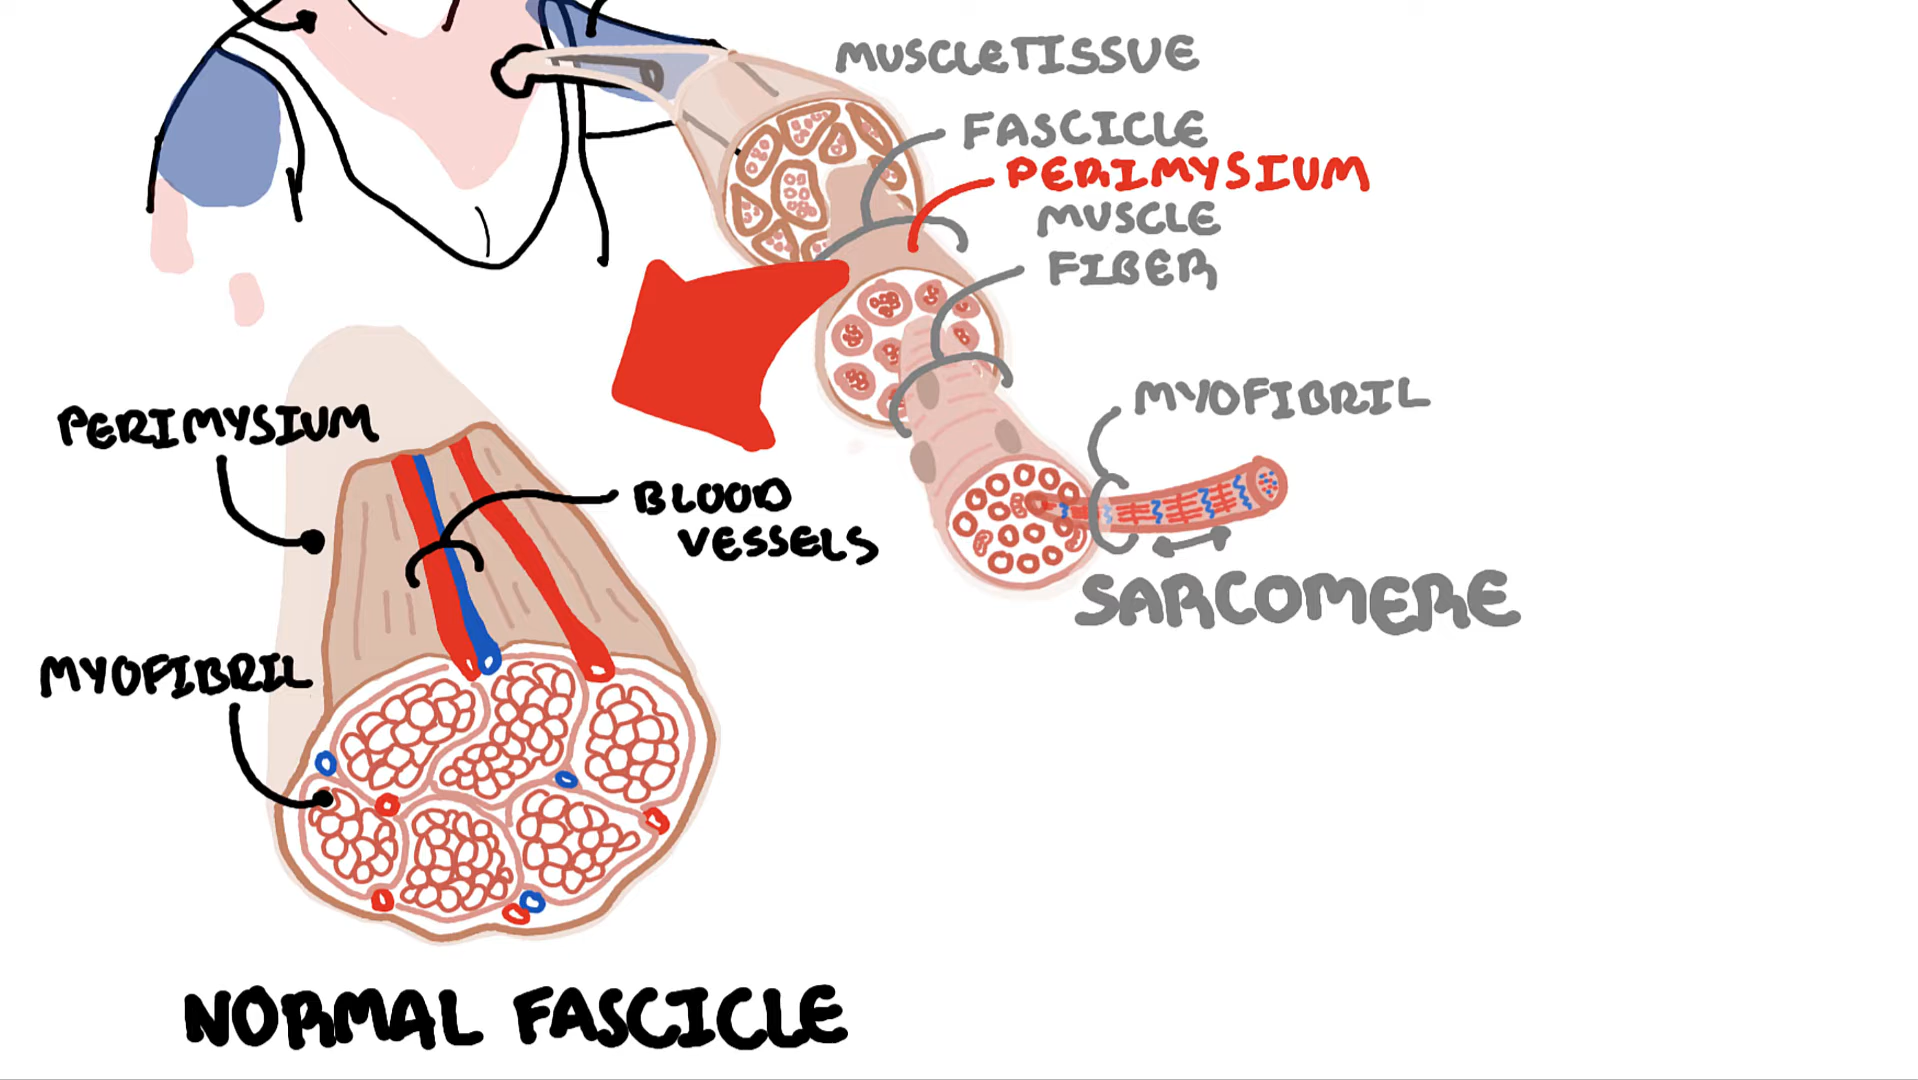 MUSCLE TISSUE
FASCICLE
PERIMYSIUM
MUSCLE
FIBER
MYOFIBRIL
SARCOMERE
PERIMYSIUM
BLOOD
VESSELS
MYOFIBRIL
NORMAL FASCICLE